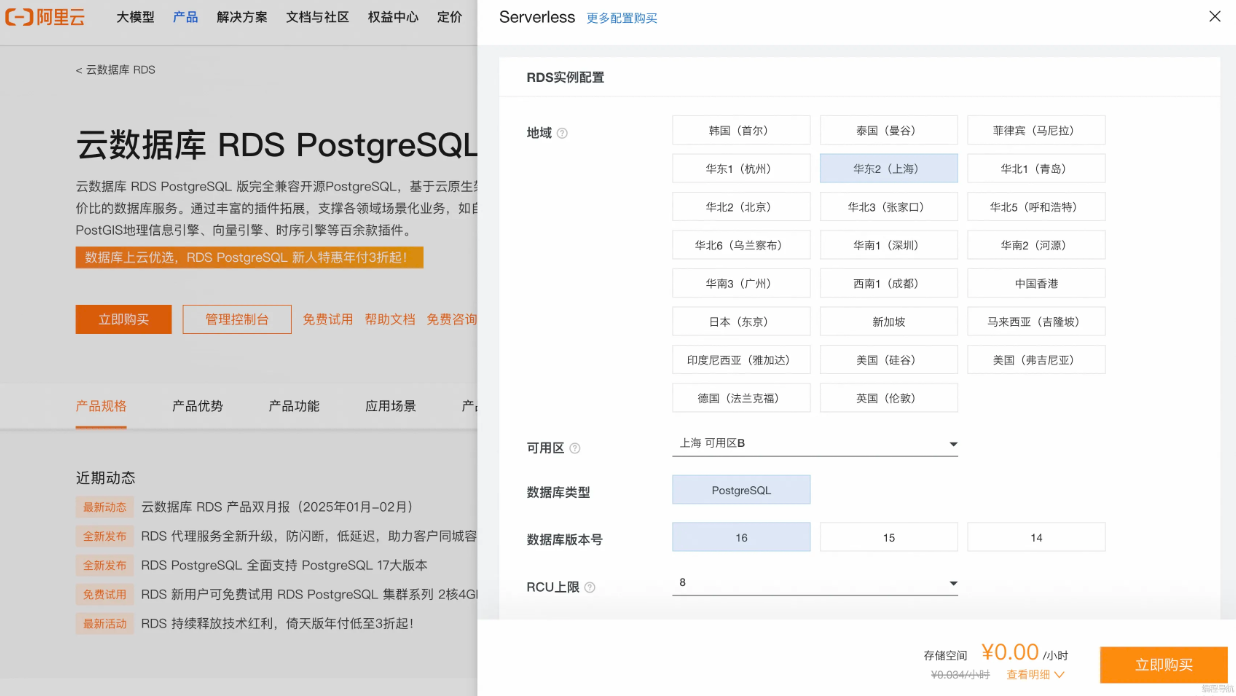 阿里云
大模型 产品 解决方案 文档与社区 权益中心 定价
< 云数据库 RDS
云数据库 RDS PostgreSQL
云数据库 RDS PostgreSQL 版完全兼容开源PostgreSQL，基于云原生
价比的数据库服务。通过丰富的插件拓展，支撑各领域场景化业务，如
PostGIS地理信息引擎、向量引擎、时序引擎等百余款插件。
数据库上云优选，RDS PostgreSQL 新人特惠年付3折起！
立即购买 管理控制台 免费试用 帮助文档 免费咨询
产品规格 产品优势 产品功能 应用场景
近期动态
最新动态 云数据库 RDS 产品双月报（2025年01月-02月）
全新发布 RDS 代理服务全新升级，防闪断，低延迟，助力客户同城容
全新发布 RDS PostgreSQL 全面支持 PostgreSQL 17大版本
免费试用 RDS 新用户可免费试用 RDS PostgreSQL 集群系列 2核4G
最新活动 RDS 持续释放技术红利，倚天版年付低至3折起！
Serverless 更多配置购买
RDS实例配置
地域
韩国（首尔） 泰国（曼谷） 菲律宾（马尼拉）
华东1（杭州） 华东2（上海） 华北1（青岛）
华北2（北京） 华北3（张家口） 华北5（呼和浩特）
华北6（乌兰察布） 华南1（深圳） 华南2（河源）
华南3（广州） 西南1（成都） 中国香港
日本（东京） 新加坡 马来西亚（吉隆坡）
印度尼西亚（雅加达） 美国（硅谷） 美国（弗吉尼亚）
德国（法兰克福） 英国（伦敦）
可用区 上海 可用区B
数据库类型 PostgreSQL
数据库版本号 16 15 14
RCU上限 8
存储空间 ¥0.00 /小时
¥0.034/小时 查看明细
立即购买